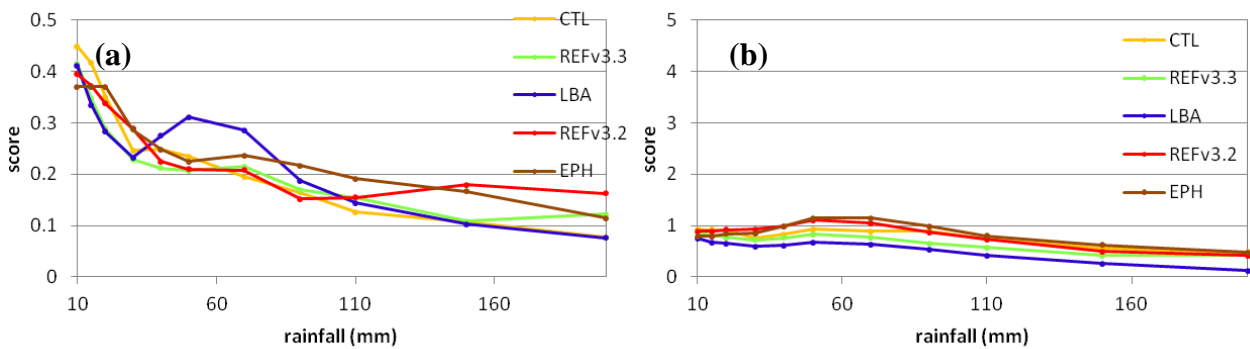 (a)
score
0.5
0.4
0.3
0.2
0.1
0
10
60
110
160
rainfall (mm)
CTL
REFv3.3
LBA
REFv3.2
EPH
(b)
score
5
4
3
2
1
0
10
60
110
160
rainfall (mm)
CTL
REFv3.3
LBA
REFv3.2
EPH